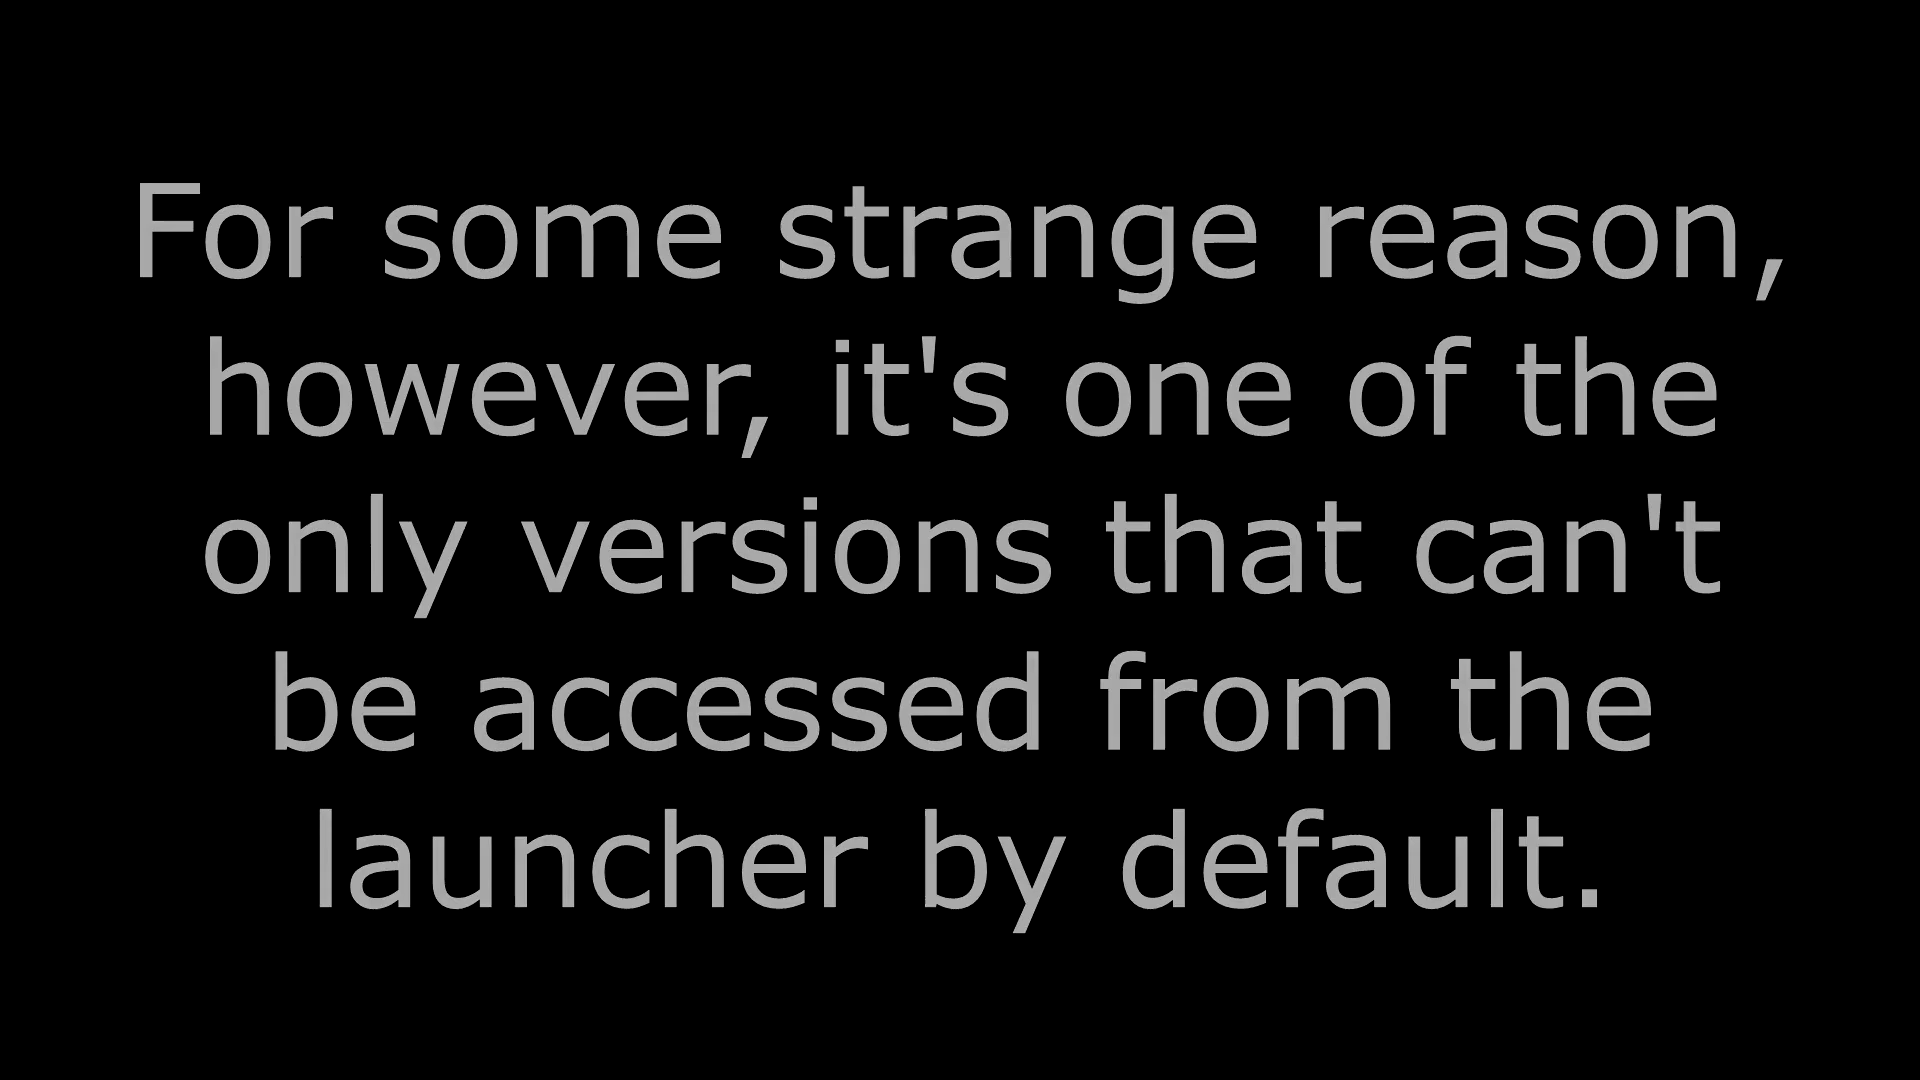 For some strange reason,
however, it's one of the
only versions that can't
be accessed from the
launcher by default.